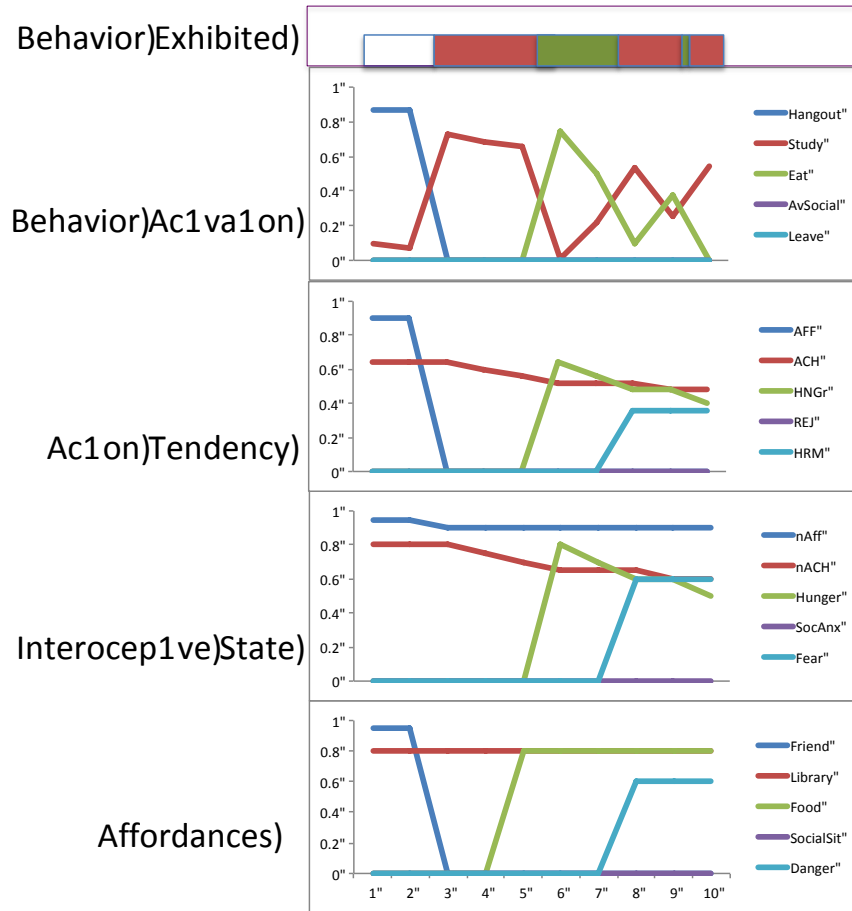 Behavior)Exhibited)
1"
0.8"
0.6"
0.4"
0.2"
0"
Hangout"
Study"
Eat"
AvSocial"
Leave"
Behavior)Ac1va1on)
1"
0.8"
0.6"
0.4"
0.2"
0"
AFF"
ACH"
HNGr"
REJ"
HRM"
Ac1on)Tendency)
1"
0.8"
0.6"
0.4"
0.2"
0"
nAff"
nACH"
Hunger"
SocAnx"
Fear"
Interocep1ve)State)
1"
0.8"
0.6"
0.4"
0.2"
0"
Friend"
Library"
Food"
SocialSit"
Danger"
Affordances)
1" 2" 3" 4" 5" 6" 7" 8" 9" 10"